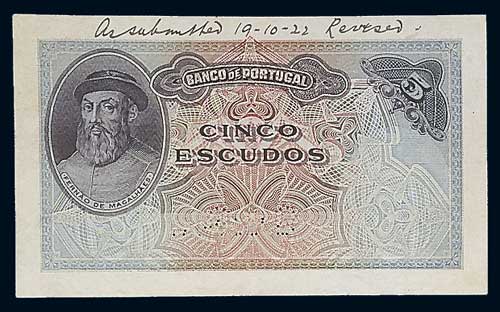 As submitted 19-10-22 Revised.
BANCO DE PORTUGAL
5
CINCO
ESCUDOS
FERNÃO DE MAGALHÃES